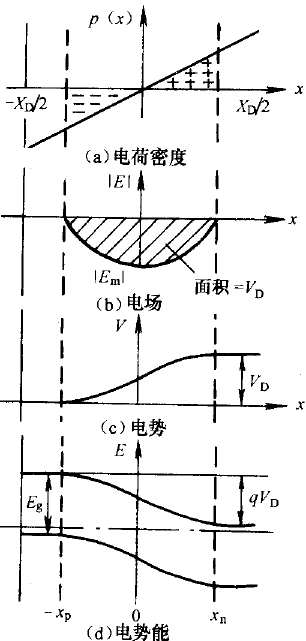 p(x)
x
−X_D/2
X_D/2
(a)电荷密度
|E|
x
|E_m|
面积=V_D
(b)电场
V
V_D
x
(c)电势
E
E_g
qV_D
−x_p
0
x_n
(d)电势能